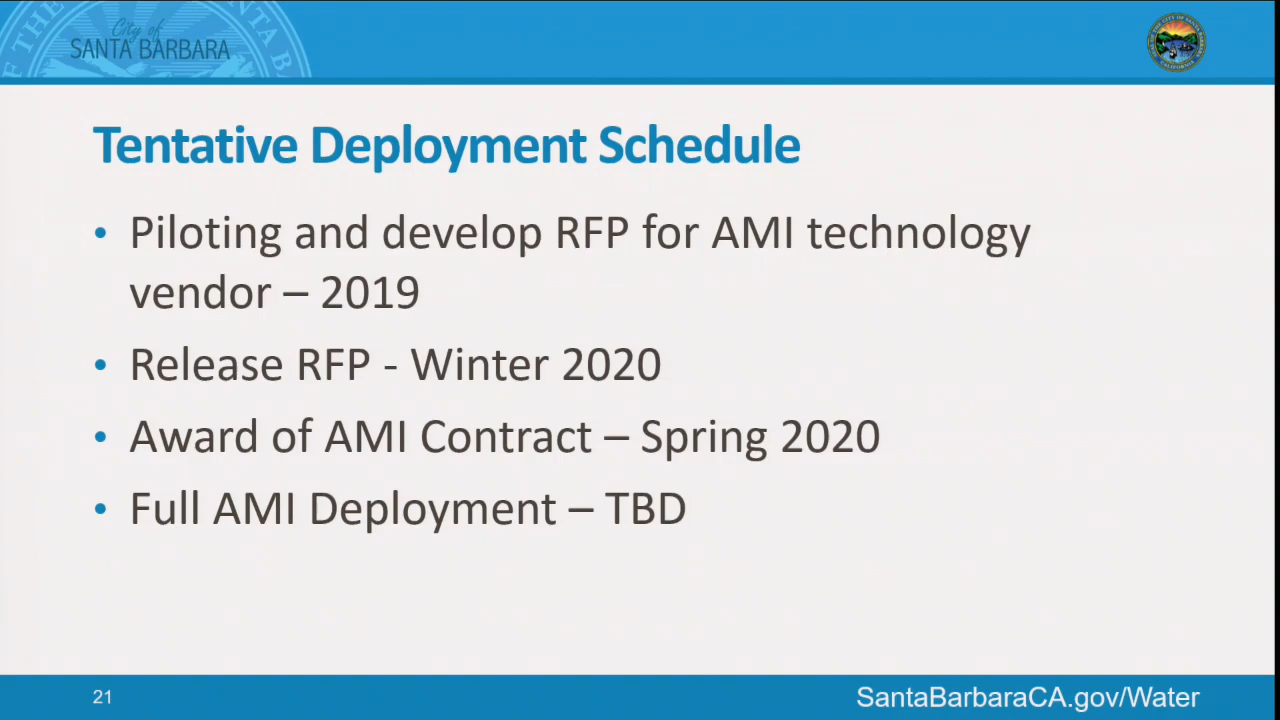 City of
SANTA BARBARA
Tentative Deployment Schedule
• Piloting and develop RFP for AMI technology
vendor – 2019
• Release RFP - Winter 2020
• Award of AMI Contract – Spring 2020
• Full AMI Deployment – TBD
21
SantaBarbaraCA.gov/Water